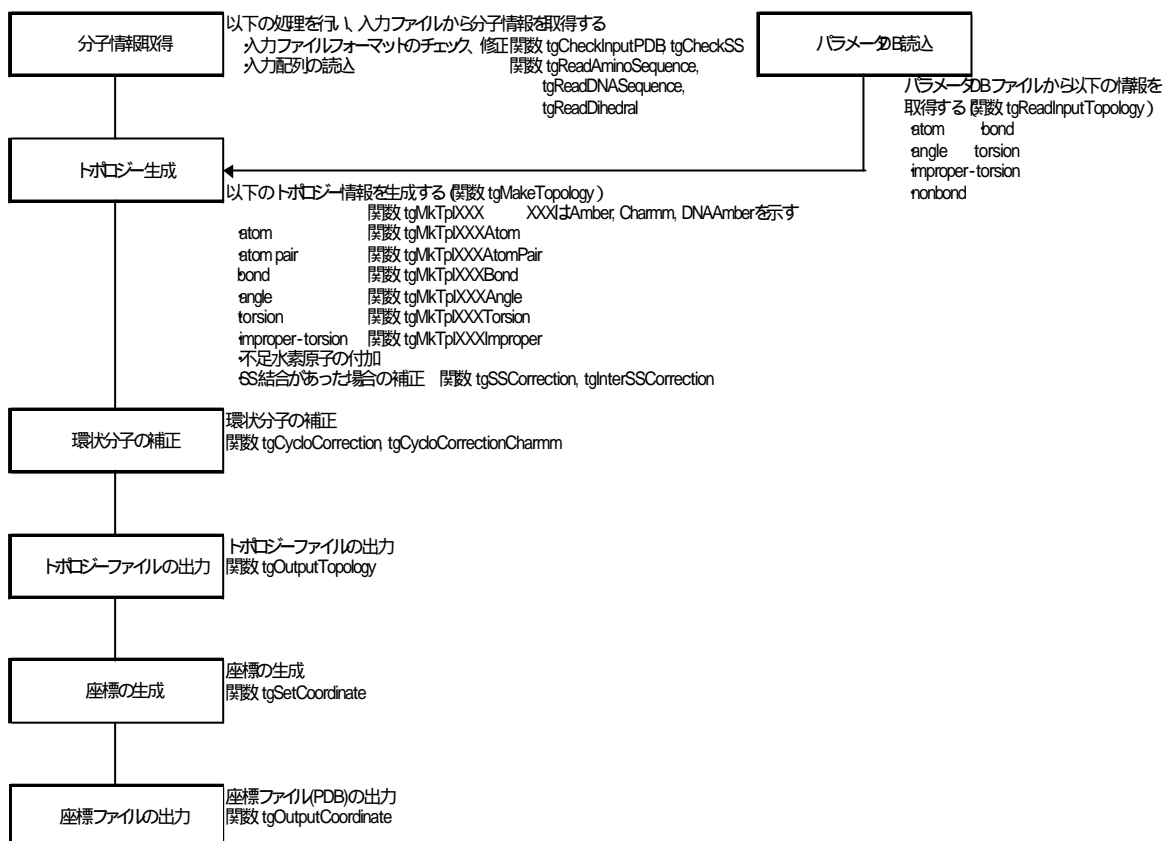 分子情報取得
以下の処理を行い、入力ファイルから分子情報を取得する
・入力ファイルフォーマットのチェック、修正 関数 tgCheckInputPDB, tgCheckSS
・入力配列の読込 関数 tgReadAminoSequence,
tgReadDNASequence,
tgReadDihedral
パラメータDB読込
パラメータDBファイルから以下の情報を
取得する(関数 tgReadInputTopology)
・atom ・bond
・angle ・torsion
・improper-torsion
・nonbond
トポロジー生成
以下のトポロジー情報を生成する(関数 tgMakeTopology)
関数 tgMkTplXXX XXXはAmber, Charmm, DNAAmberを示す
・atom 関数 tgMkTplXXXAtom
・atom pair 関数 tgMkTplXXXAtomPair
・bond 関数 tgMkTplXXXBond
・angle 関数 tgMkTplXXXAngle
・torsion 関数 tgMkTplXXXTorsion
・improper-torsion 関数 tgMkTplXXXImproper
・不足水素原子の付加
・SS結合があった場合の補正 関数 tgSSCorrection, tgInterSSCorrection
環状分子の補正
環状分子の補正
関数 tgCycloCorrection, tgCycloCorrectionCharmm
トポロジーファイルの出力
トポロジーファイルの出力
関数 tgOutputTopology
座標の生成
座標の生成
関数 tgSetCoordinate
座標ファイルの出力
座標ファイル(PDB)の出力
関数 tgOutputCoordinate